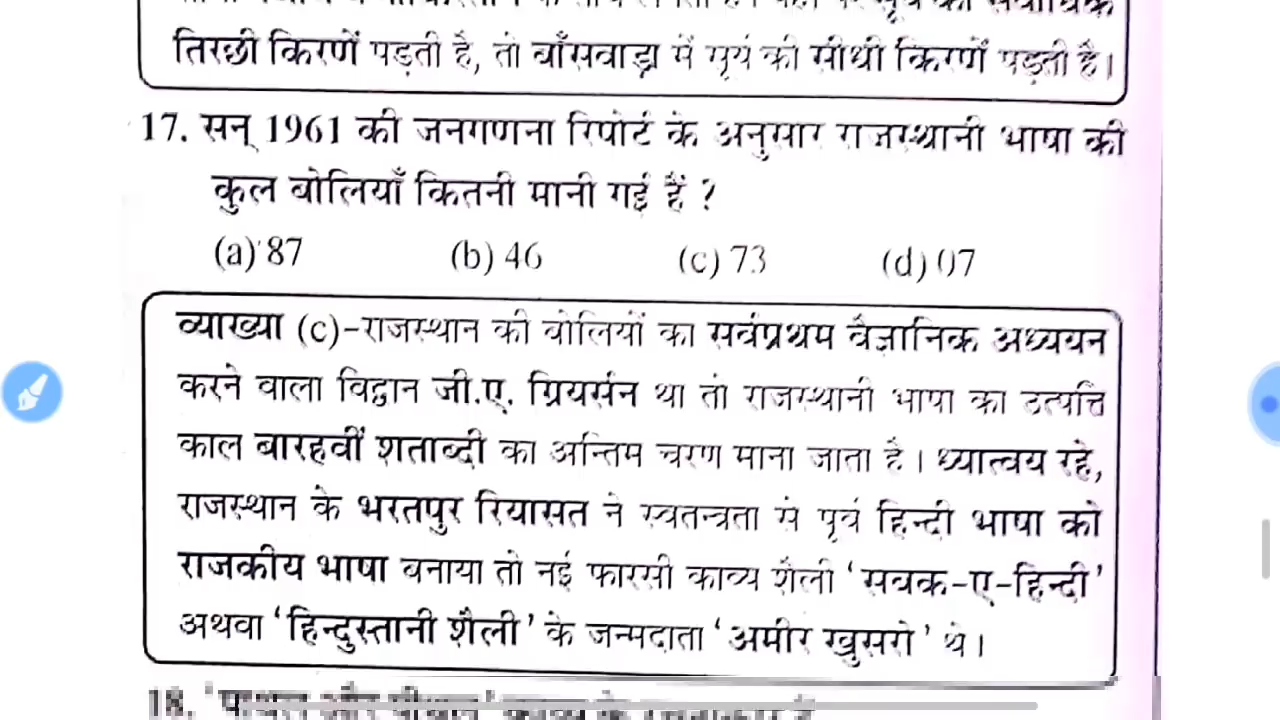 तिरछी किरणें पड़ती है, तो बाँसवाड़ा में सूर्य की सीधी किरणें पड़ती है।
17. सन् 1961 की जनगणना रिपोर्ट के अनुसार राजस्थानी भाषा की
कुल बोलियाँ कितनी मानी गई हैं ?
(a) 87 (b) 46 (c) 73 (d) 07
व्याख्या (c)-राजस्थान की बोलियों का सर्वप्रथम वैज्ञानिक अध्ययन
करने वाला विद्वान जी.ए. ग्रियर्सन था तो राजस्थानी भाषा का उत्पत्ति
काल बारहवीं शताब्दी का अन्तिम चरण माना जाता है। ध्यात्वय रहे,
राजस्थान के भरतपुर रियासत ने स्वतन्त्रता से पूर्व हिन्दी भाषा को
राजकीय भाषा बनाया तो नई फारसी काव्य शैली 'सबक-ए-हिन्दी'
अथवा 'हिन्दुस्तानी शैली' के जन्मदाता 'अमीर खुसरो' थे।
18.